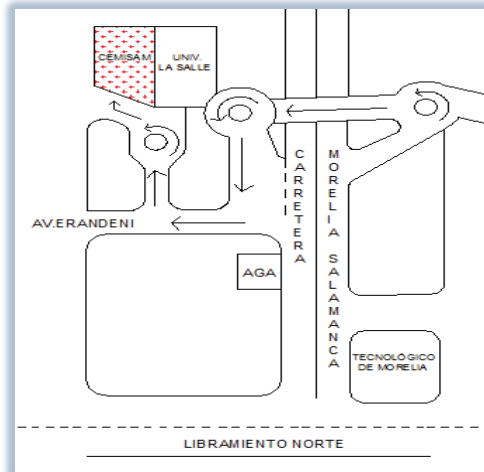 CEMISAM
UNIV.
LA SALLE
CARRETERA
MORELIA SALAMANCA
AV.ERANDENI
AGA
TECNOLÓGICO
DE MORELIA
LIBRAMIENTO NORTE